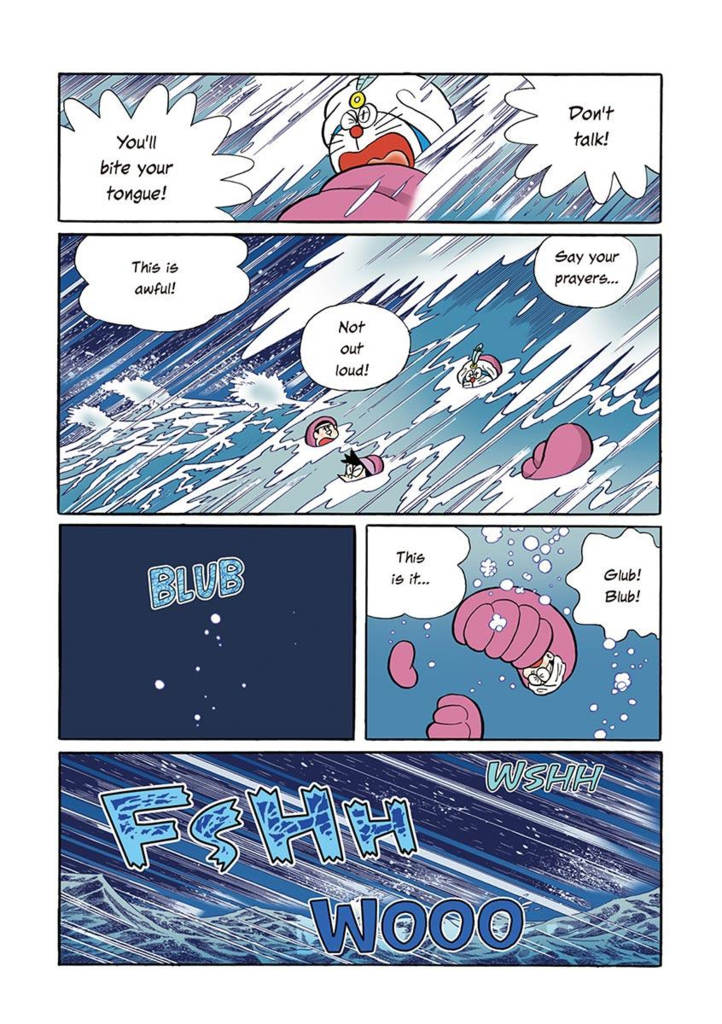 You'll
bite your
tongue!
Don't
talk!
This is
awful!
Not
out
loud!
Say your
prayers...
BLUB
This
is it...
Glub!
Blub!
FSHH
WSHH
WOOO